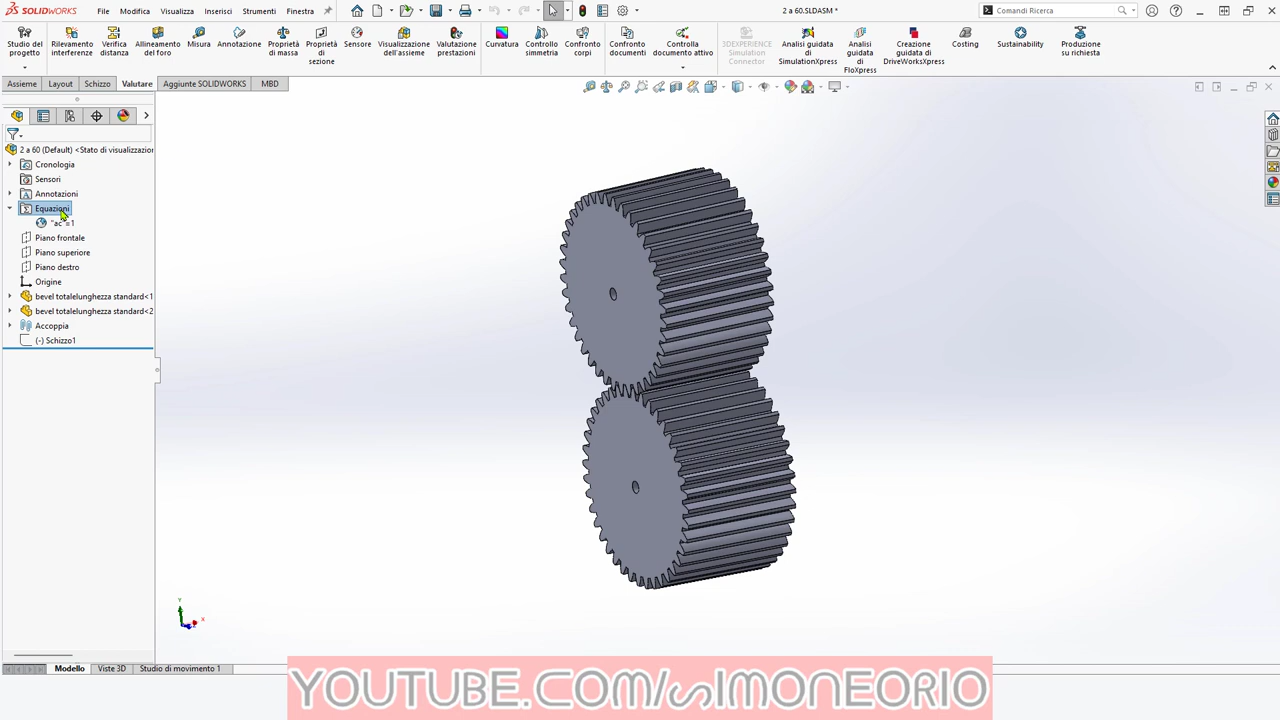 SOLIDWORKS File Modifica Visualizza Inserisci Strumenti Finestra 2 a 60.SLDASM * Comandi Ricerca
Studio del progetto
Rilevamento interferenze
Verifica distanza
Allineamento del foro
Misura
Annotazione
Proprietà di massa
Proprietà di sezione
Sensore
Visualizzazione dell'assieme
Valutazione prestazioni
Curvatura
Controllo simmetria
Confronto corpi
Confronto documenti
Controlla documento attivo
3DEXPERIENCE Simulation Connector
Analisi guidata di SimulationXpress
Analisi guidata di FloXpress
Creazione guidata di DriveWorksXpress
Costing
Sustainability
Produzione su richiesta
Assieme Layout Schizzo Valutare Aggiunte SOLIDWORKS MBD
2 a 60 (Default) <Stato di visualizzazion
Cronologia
Sensori
Annotazioni
Equazioni
"ac"=1
Piano frontale
Piano superiore
Piano destro
Origine
bevel totalelunghezza standard<1
bevel totalelunghezza standard<2
Accoppia
(-) Schizzo1
Y
X
Modello Viste 3D Studio di movimento 1
YOUTUBE.COM/SIMONEORIO